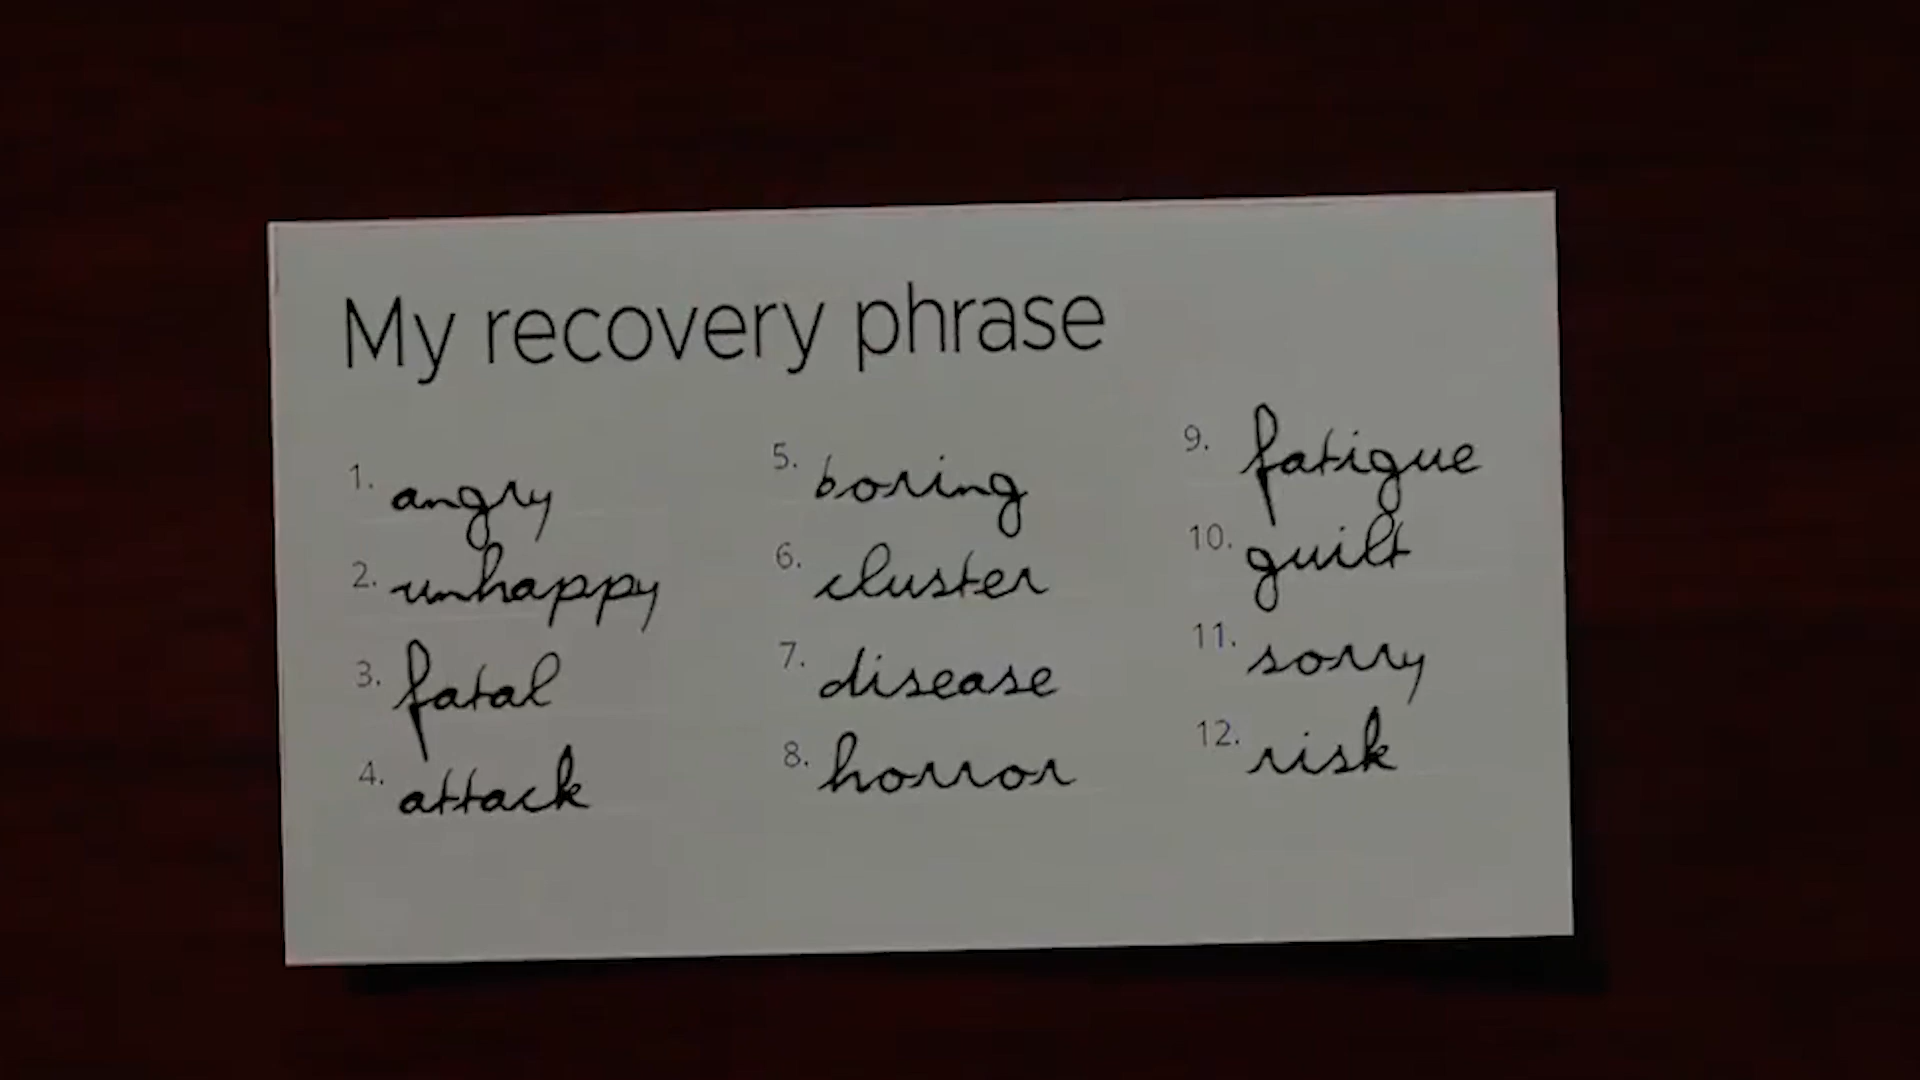 My recovery phrase
1. angry
2. unhappy
3. fatal
4. attack
5. boring
6. cluster
7. disease
8. horror
9. fatigue
10. guilt
11. sorry
12. risk